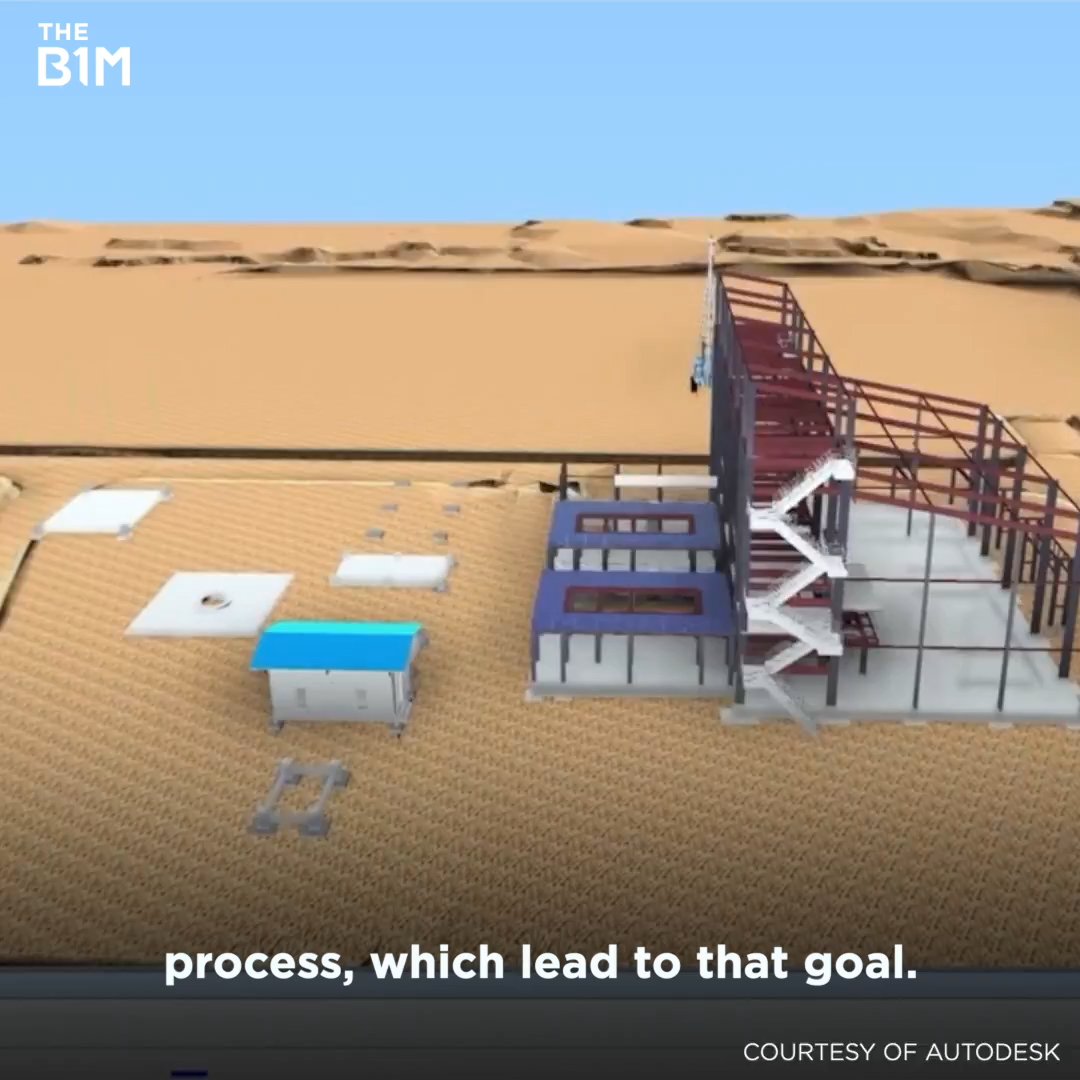 THE
B1M
process, which lead to that goal.
COURTESY OF AUTODESK